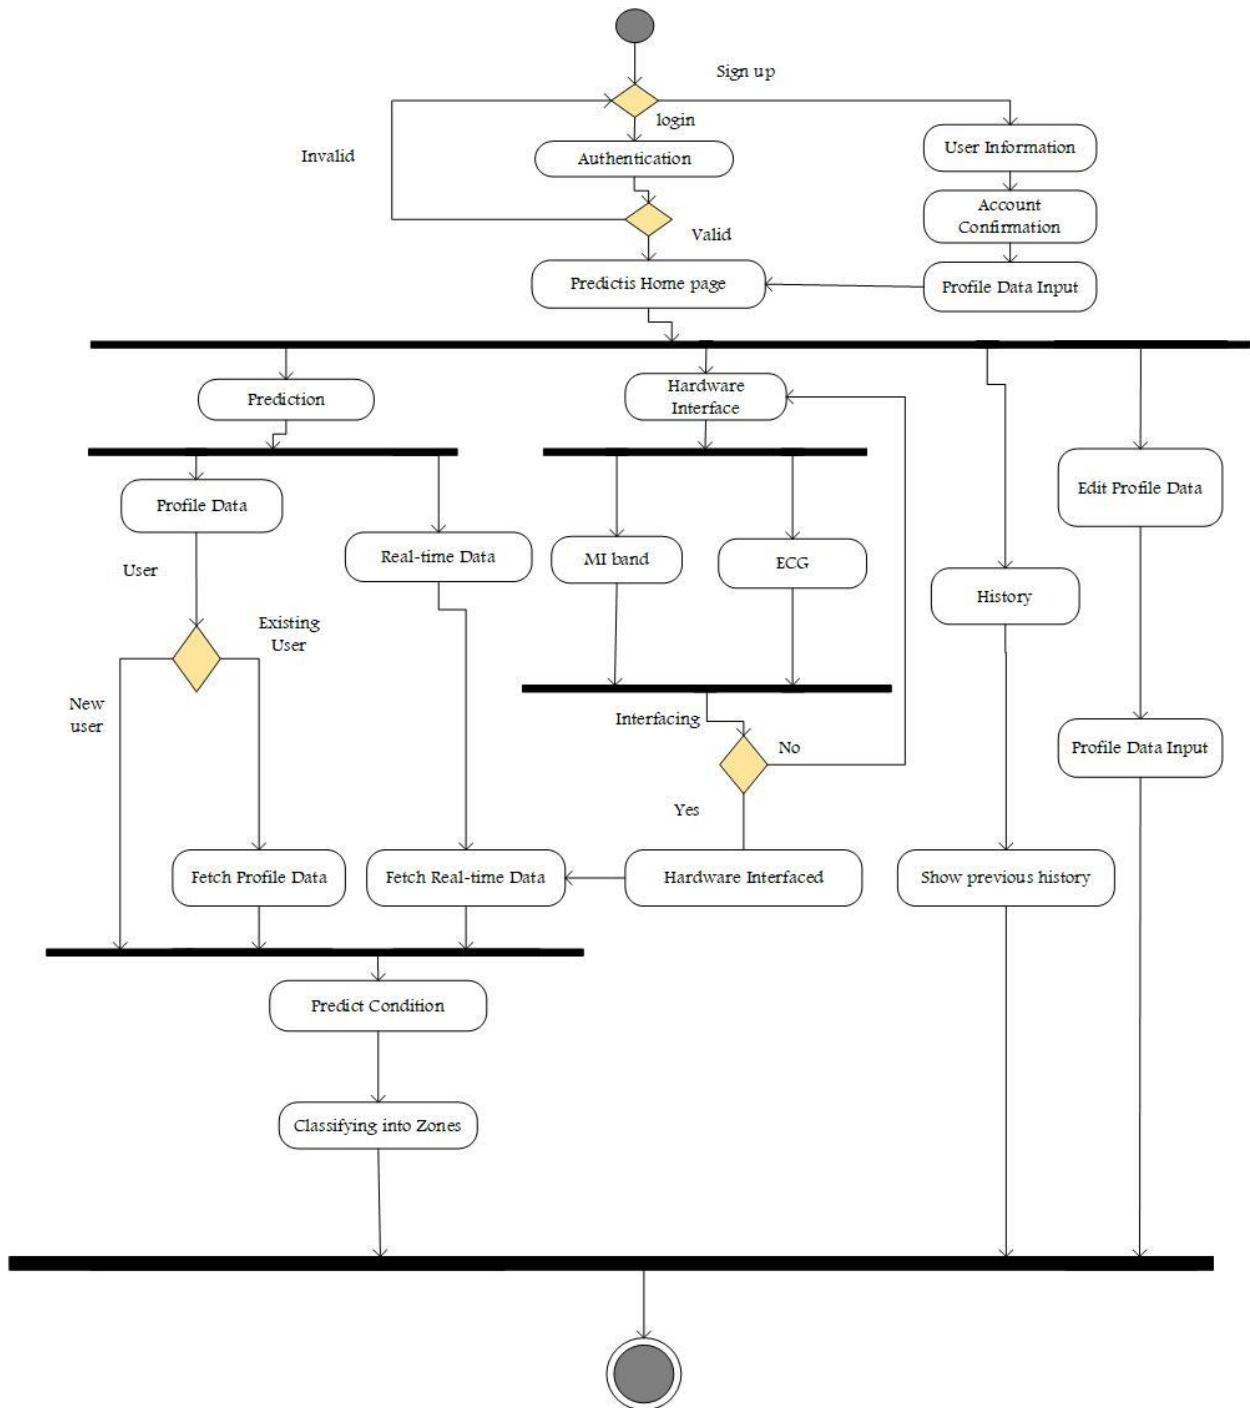 Sign up
login
Invalid
Authentication
User Information
Account
Confirmation
Valid
Predictis Home page
Profile Data Input
Prediction
Hardware
Interface
Profile Data
Edit Profile Data
Real-time Data
MI band
ECG
User
History
Existing
User
New
user
Interfacing
No
Profile Data Input
Yes
Fetch Profile Data
Fetch Real-time Data
Hardware Interfaced
Show previous history
Predict Condition
Classifying into Zones